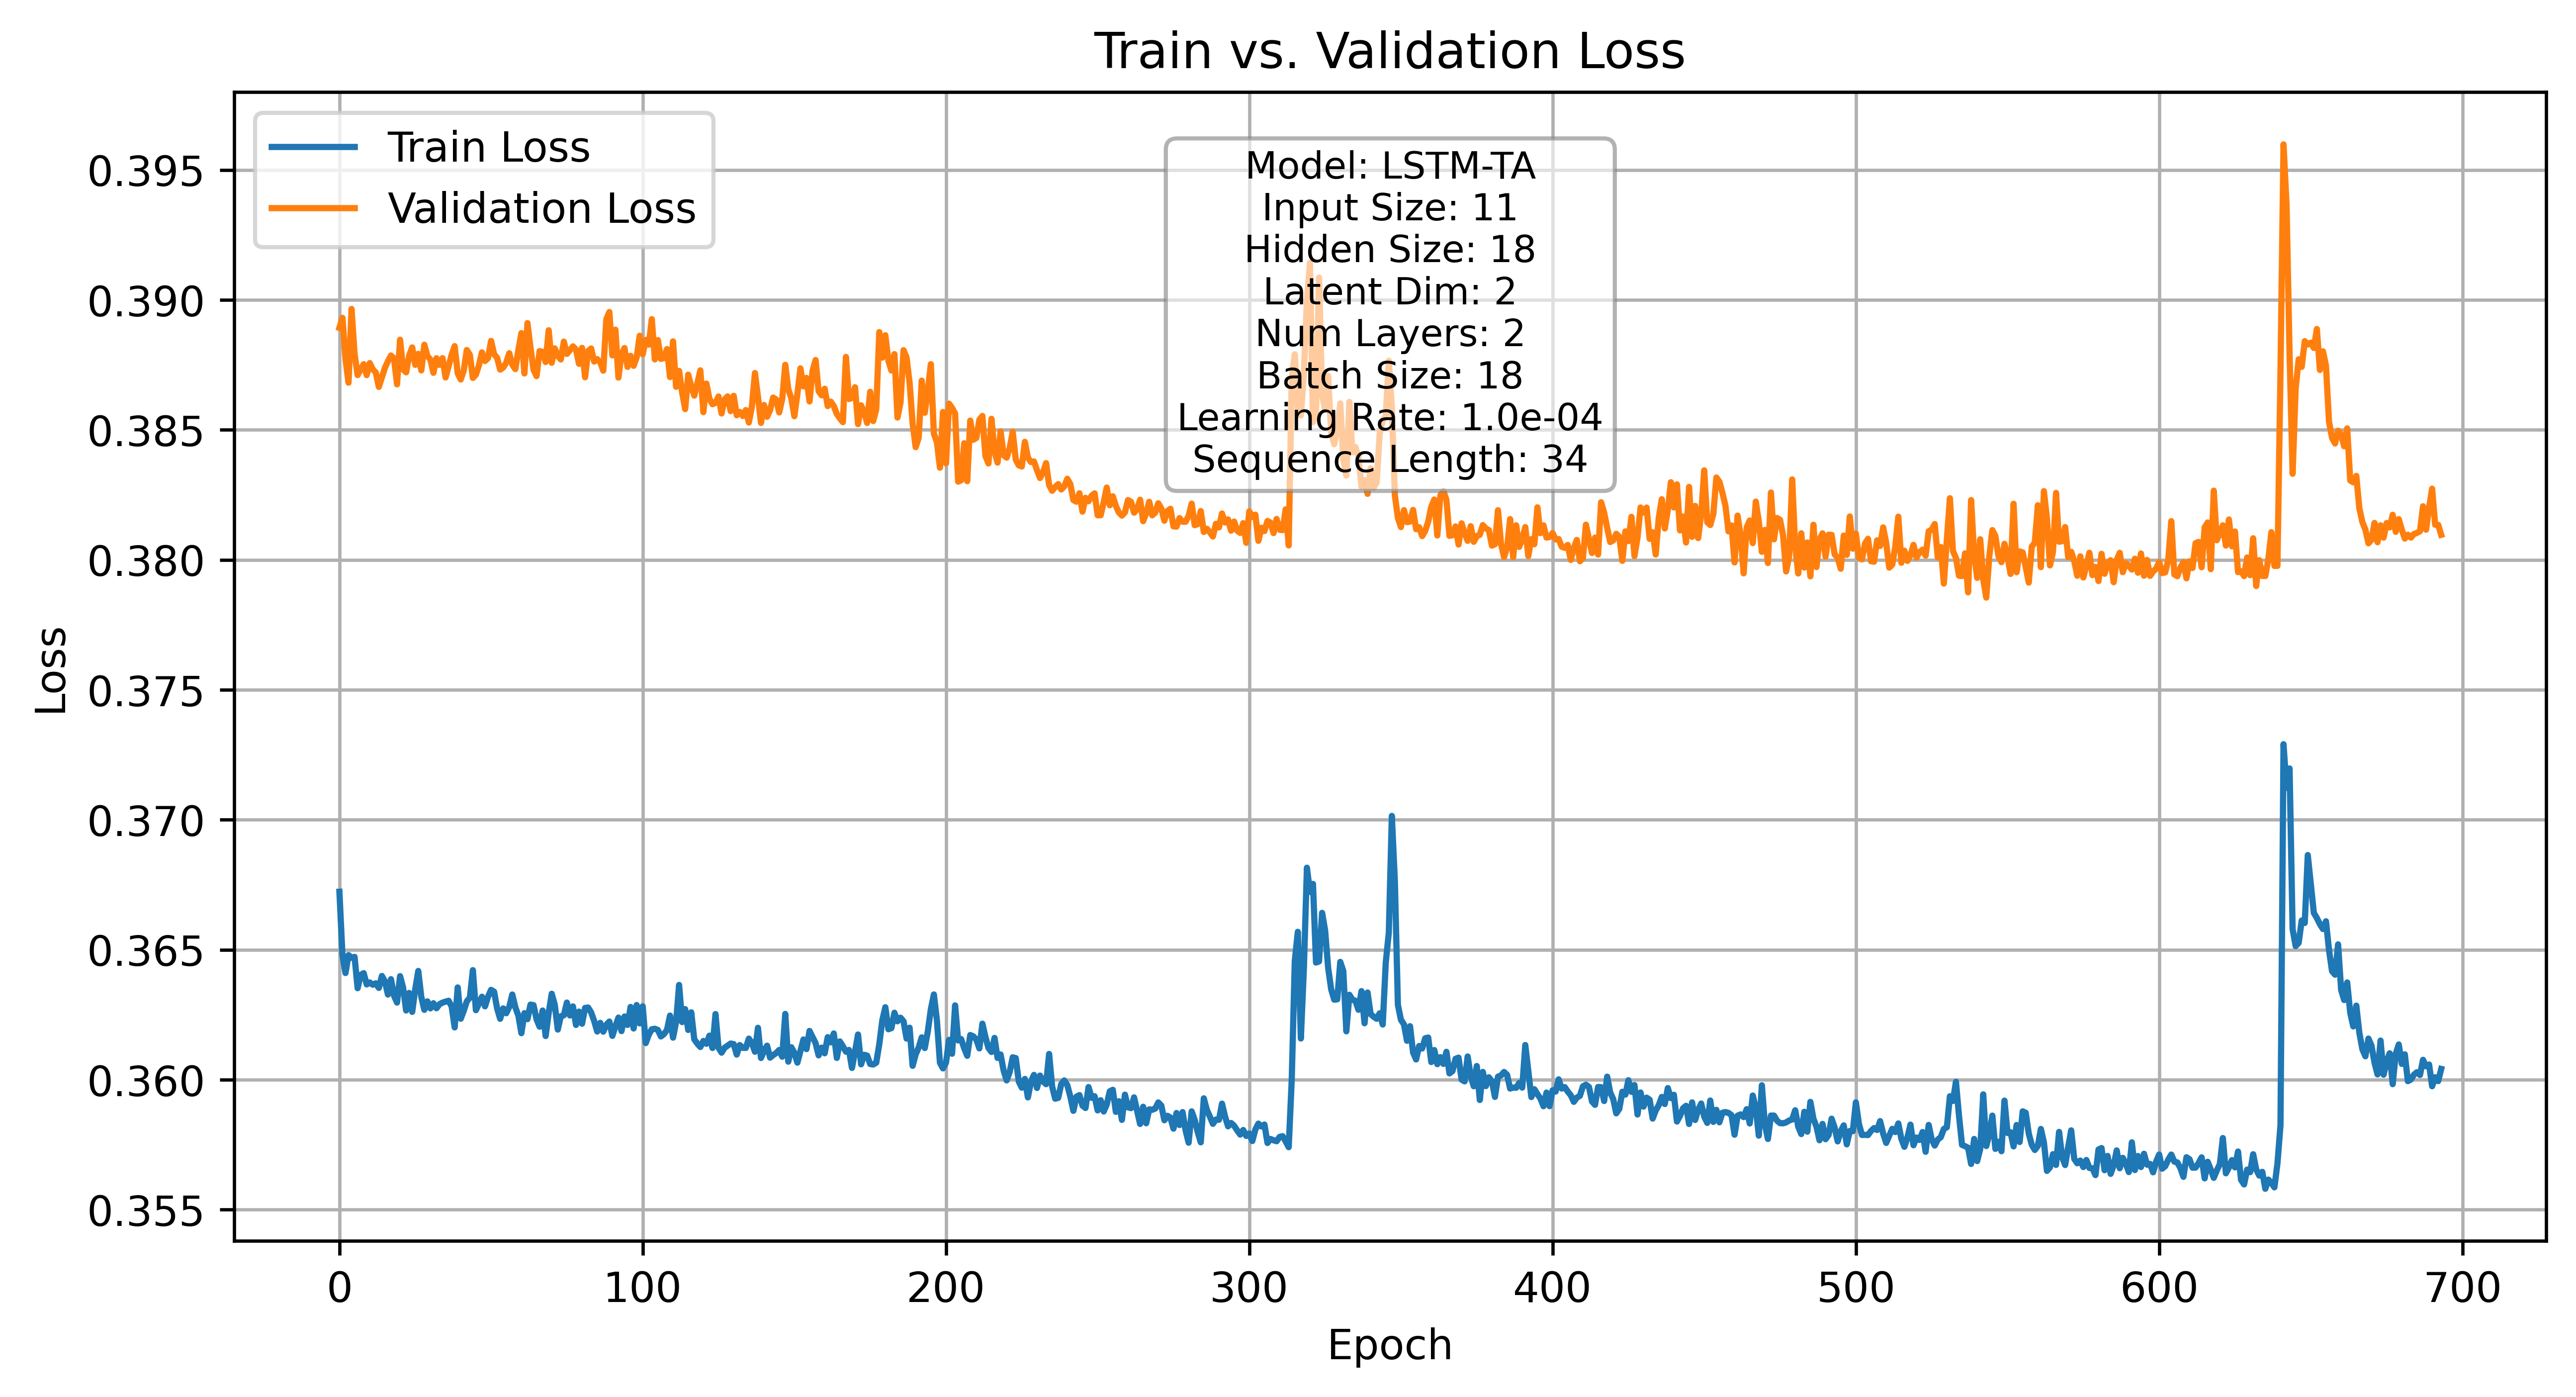 Train vs. Validation Loss
Train Loss
Validation Loss
Model: LSTM-TA
Input Size: 11
Hidden Size: 18
Latent Dim: 2
Num Layers: 2
Batch Size: 18
Learning Rate: 1.0e-04
Sequence Length: 34
0.395
0.390
0.385
0.380
0.375
0.370
0.365
0.360
0.355
Loss
0 100 200 300 400 500 600 700
Epoch